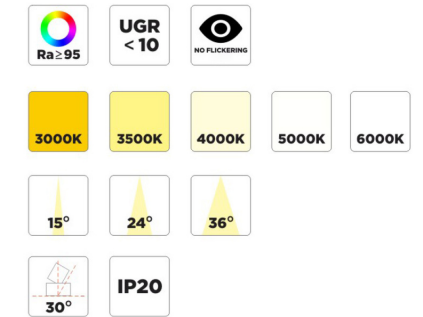 Ra≥95
UGR
< 10
NO FLICKERING
3000K
3500K
4000K
5000K
6000K
15°
24°
36°
30°
IP20